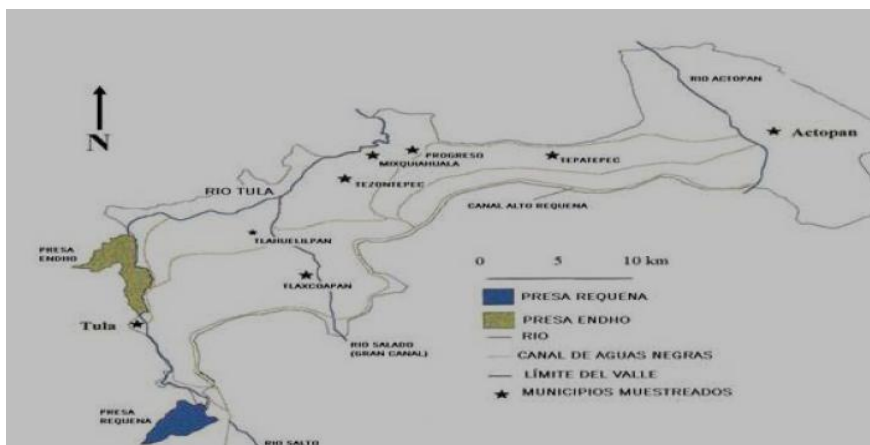 RIO ACTOPAN
Actopan
N
PROGRESO
MIXQUIAHUALA
TEPATEPEC
TEZONTEPEC
RIO TULA
CANAL ALTO REQUENA
TLAHUELILPAN
PRESA
ENDHO
0 5 10 km
TLAXCOAPAN
PRESA REQUENA
PRESA ENDHO
Tula
RIO
RIO SALADO
(GRAN CANAL)
CANAL DE AGUAS NEGRAS
LÍMITE DEL VALLE
MUNICIPIOS MUESTREADOS
PRESA
REQUENA
RIO SALTO